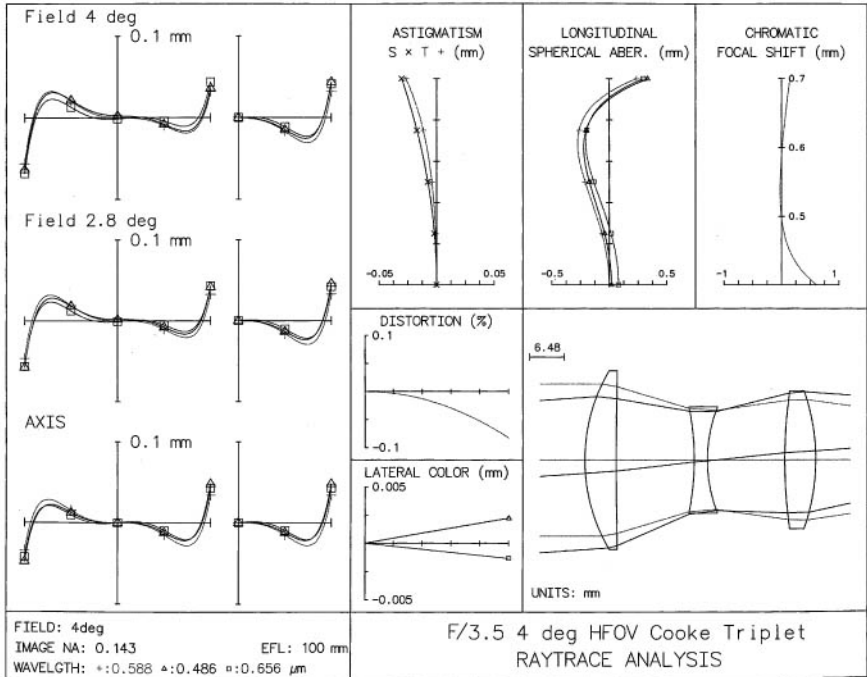 Field 4 deg
0.1 mm
Field 2.8 deg
0.1 mm
AXIS
0.1 mm
ASTIGMATISM
S × T + (mm)
-0.05
0.05
LONGITUDINAL
SPHERICAL ABER. (mm)
-0.5
0.5
CHROMATIC
FOCAL SHIFT (mm)
0.7
0.6
0.5
-1
1
DISTORTION (%)
0.1
-0.1
LATERAL COLOR (mm)
0.005
-0.005
6.48
UNITS: mm
FIELD: 4deg
IMAGE NA: 0.143 EFL: 100 mm
WAVELGTH: +:0.588 ▵:0.486 ▫:0.656 µm
F/3.5 4 deg HFOV Cooke Triplet
RAYTRACE ANALYSIS